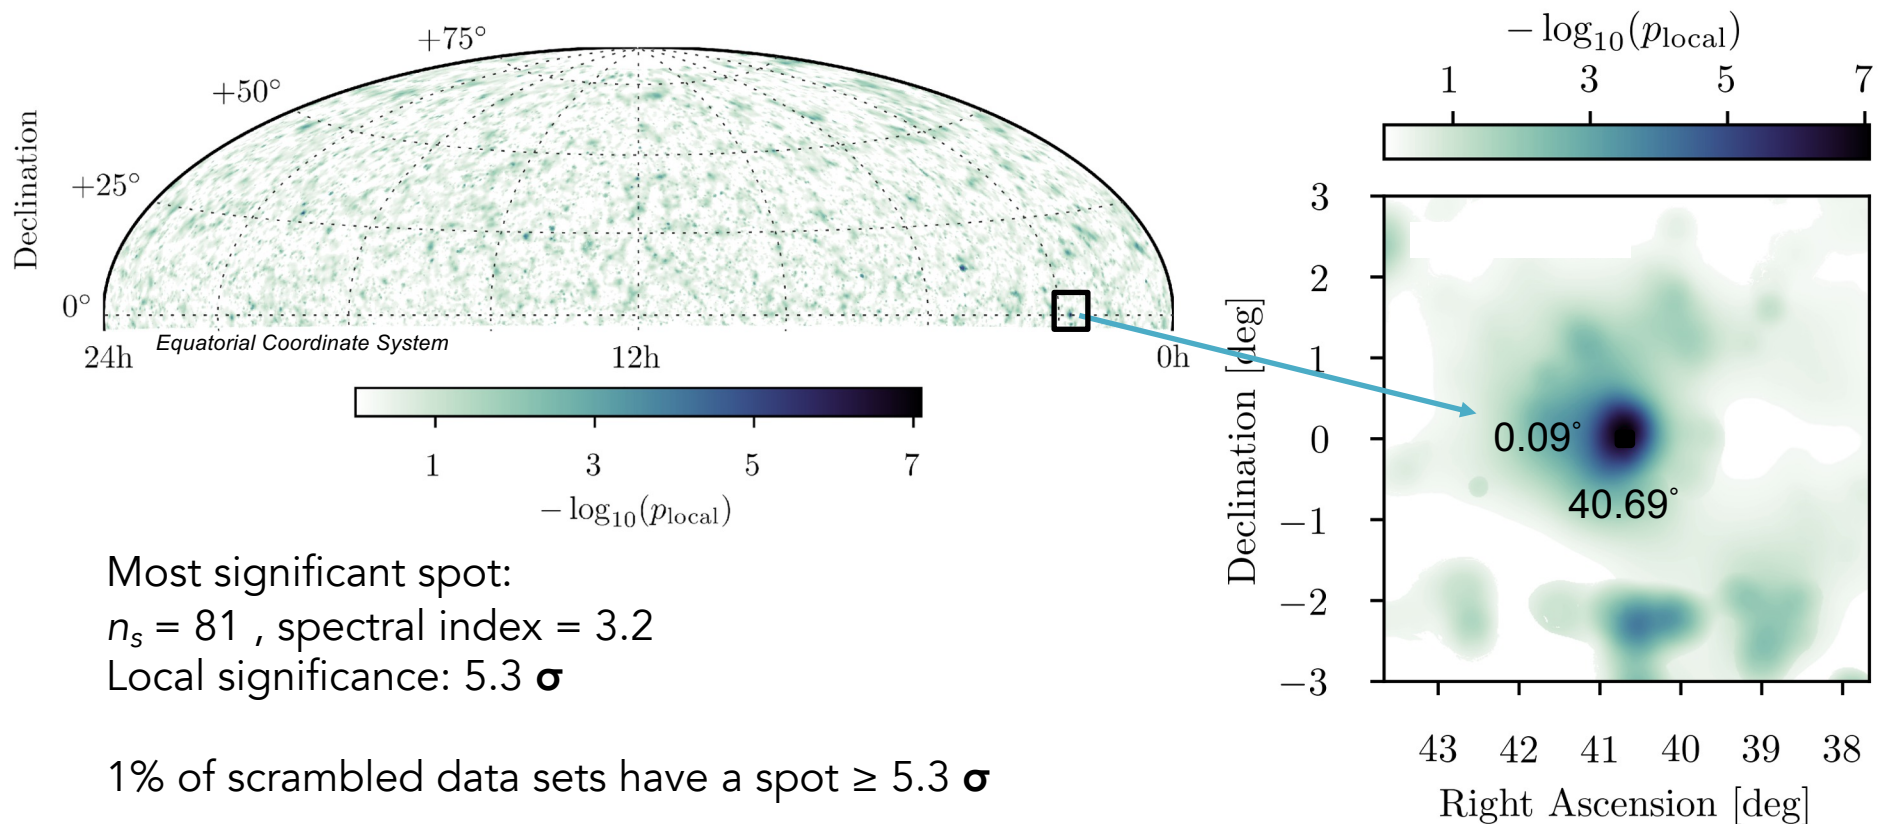 +75°
+50°
+25°
0°
Declination
24h
12h
0h
Equatorial Coordinate System
1 3 5 7
− log₁₀(p_local)
Most significant spot:
nₛ = 81 , spectral index = 3.2
Local significance: 5.3 σ
1% of scrambled data sets have a spot ≥ 5.3 σ
− log₁₀(p_local)
1 3 5 7
3
2
1
0
−1
−2
−3
Declination [deg]
0.09°
40.69°
43 42 41 40 39 38
Right Ascension [deg]